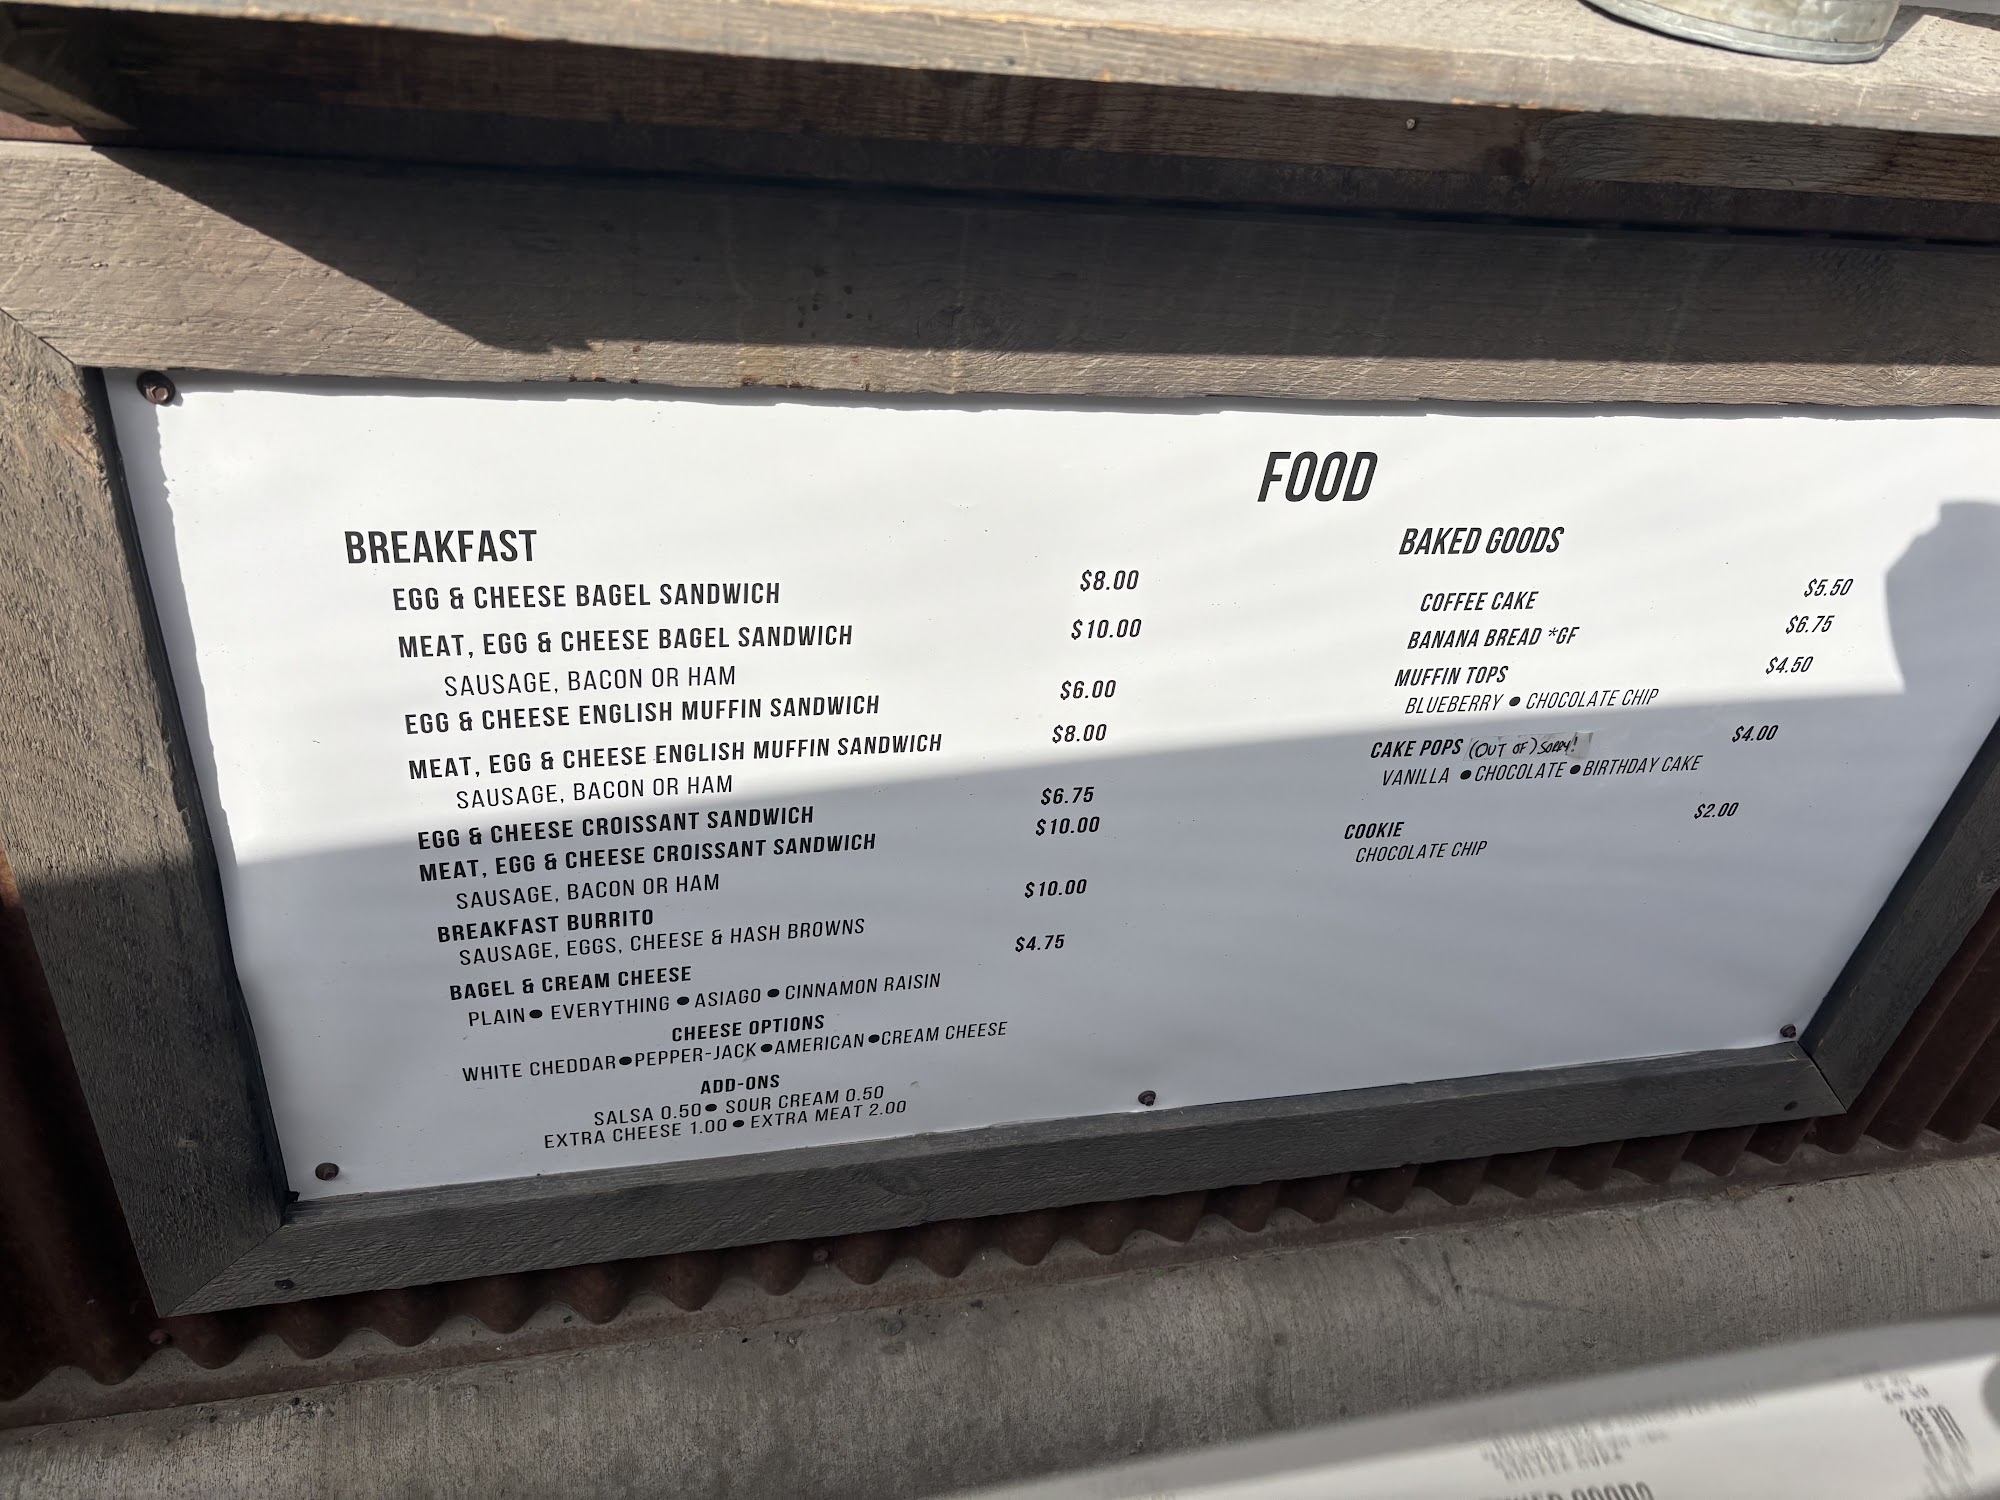 FOOD
BREAKFAST
EGG & CHEESE BAGEL SANDWICH $8.00
MEAT, EGG & CHEESE BAGEL SANDWICH $10.00
SAUSAGE, BACON OR HAM
EGG & CHEESE ENGLISH MUFFIN SANDWICH $6.00
MEAT, EGG & CHEESE ENGLISH MUFFIN SANDWICH $8.00
SAUSAGE, BACON OR HAM
EGG & CHEESE CROISSANT SANDWICH $6.75
MEAT, EGG & CHEESE CROISSANT SANDWICH $10.00
SAUSAGE, BACON OR HAM
BREAKFAST BURRITO $10.00
SAUSAGE, EGGS, CHEESE & HASH BROWNS
BAGEL & CREAM CHEESE $4.75
PLAIN ● EVERYTHING ● ASIAGO ● CINNAMON RAISIN
CHEESE OPTIONS
WHITE CHEDDAR ● PEPPER-JACK ● AMERICAN ● CREAM CHEESE
ADD-ONS
SALSA 0.50 ● SOUR CREAM 0.50
EXTRA CHEESE 1.00 ● EXTRA MEAT 2.00
BAKED GOODS
COFFEE CAKE $5.50
BANANA BREAD *GF $6.75
MUFFIN TOPS $4.50
BLUEBERRY ● CHOCOLATE CHIP
CAKE POPS (OUT OF) SORRY! $4.00
VANILLA ● CHOCOLATE ● BIRTHDAY CAKE
COOKIE $2.00
CHOCOLATE CHIP